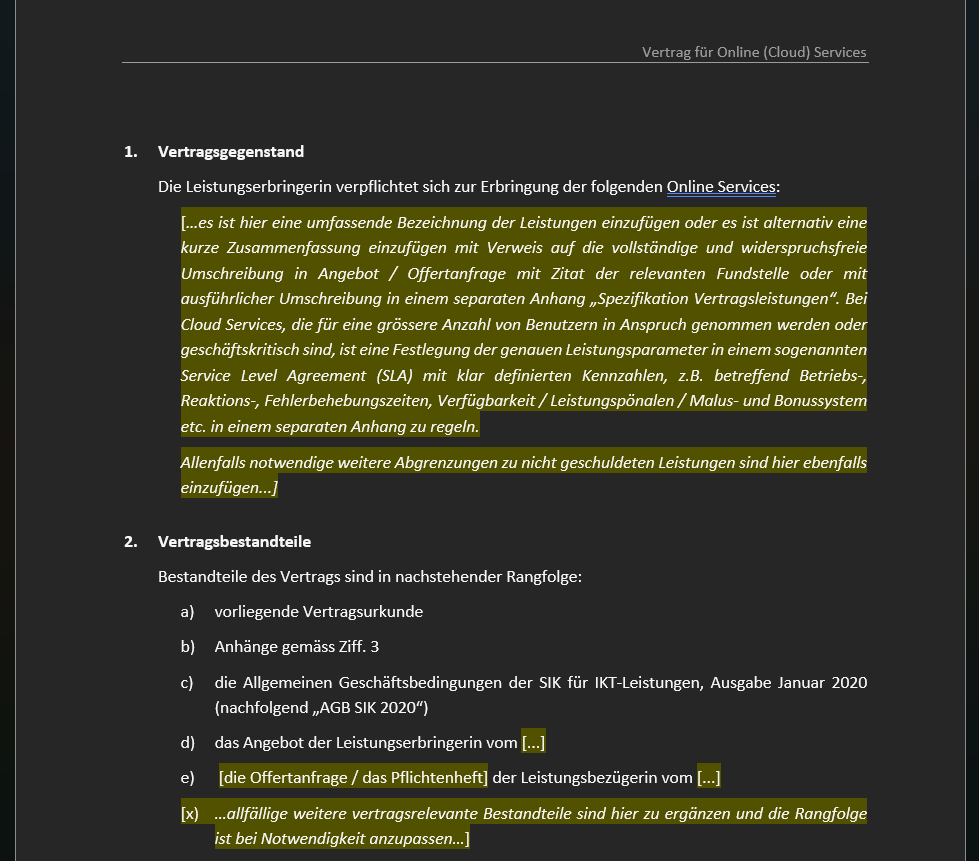 Vertrag für Online (Cloud) Services
1. Vertragsgegenstand
Die Leistungserbringerin verpflichtet sich zur Erbringung der folgenden Online Services:
[…es ist hier eine umfassende Bezeichnung der Leistungen einzufügen oder es ist alternativ eine
kurze Zusammenfassung einzufügen mit Verweis auf die vollständige und widerspruchsfreie
Umschreibung in Angebot / Offertanfrage mit Zitat der relevanten Fundstelle oder mit
ausführlicher Umschreibung in einem separaten Anhang „Spezifikation Vertragsleistungen“. Bei
Cloud Services, die für eine grössere Anzahl von Benutzern in Anspruch genommen werden oder
geschäftskritisch sind, ist eine Festlegung der genauen Leistungsparameter in einem sogenannten
Service Level Agreement (SLA) mit klar definierten Kennzahlen, z.B. betreffend Betriebs-,
Reaktions-, Fehlerbehebungszeiten, Verfügbarkeit / Leistungspönalen / Malus- und Bonussystem
etc. in einem separaten Anhang zu regeln.
Allenfalls notwendige weitere Abgrenzungen zu nicht geschuldeten Leistungen sind hier ebenfalls
einzufügen…]
2. Vertragsbestandteile
Bestandteile des Vertrags sind in nachstehender Rangfolge:
a) vorliegende Vertragsurkunde
b) Anhänge gemäss Ziff. 3
c) die Allgemeinen Geschäftsbedingungen der SIK für IKT-Leistungen, Ausgabe Januar 2020
(nachfolgend „AGB SIK 2020“)
d) das Angebot der Leistungserbringerin vom […]
e) [die Offertanfrage / das Pflichtenheft] der Leistungsbezügerin vom […]
[x) …allfällige weitere vertragsrelevante Bestandteile sind hier zu ergänzen und die Rangfolge
ist bei Notwendigkeit anzupassen…]